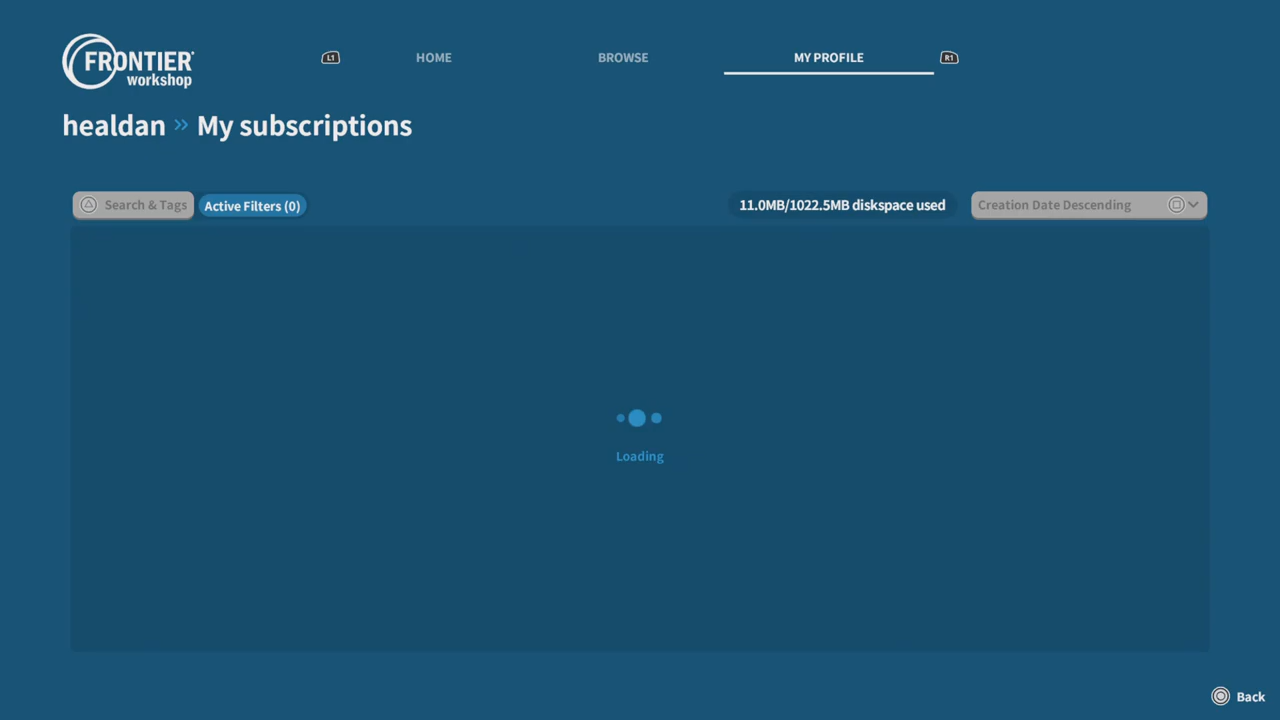 FRONTIER
workshop
L1
HOME
BROWSE
MY PROFILE
R1
healdan » My subscriptions
Search & Tags
Active Filters (0)
11.0MB/1022.5MB diskspace used
Creation Date Descending
Loading
Back